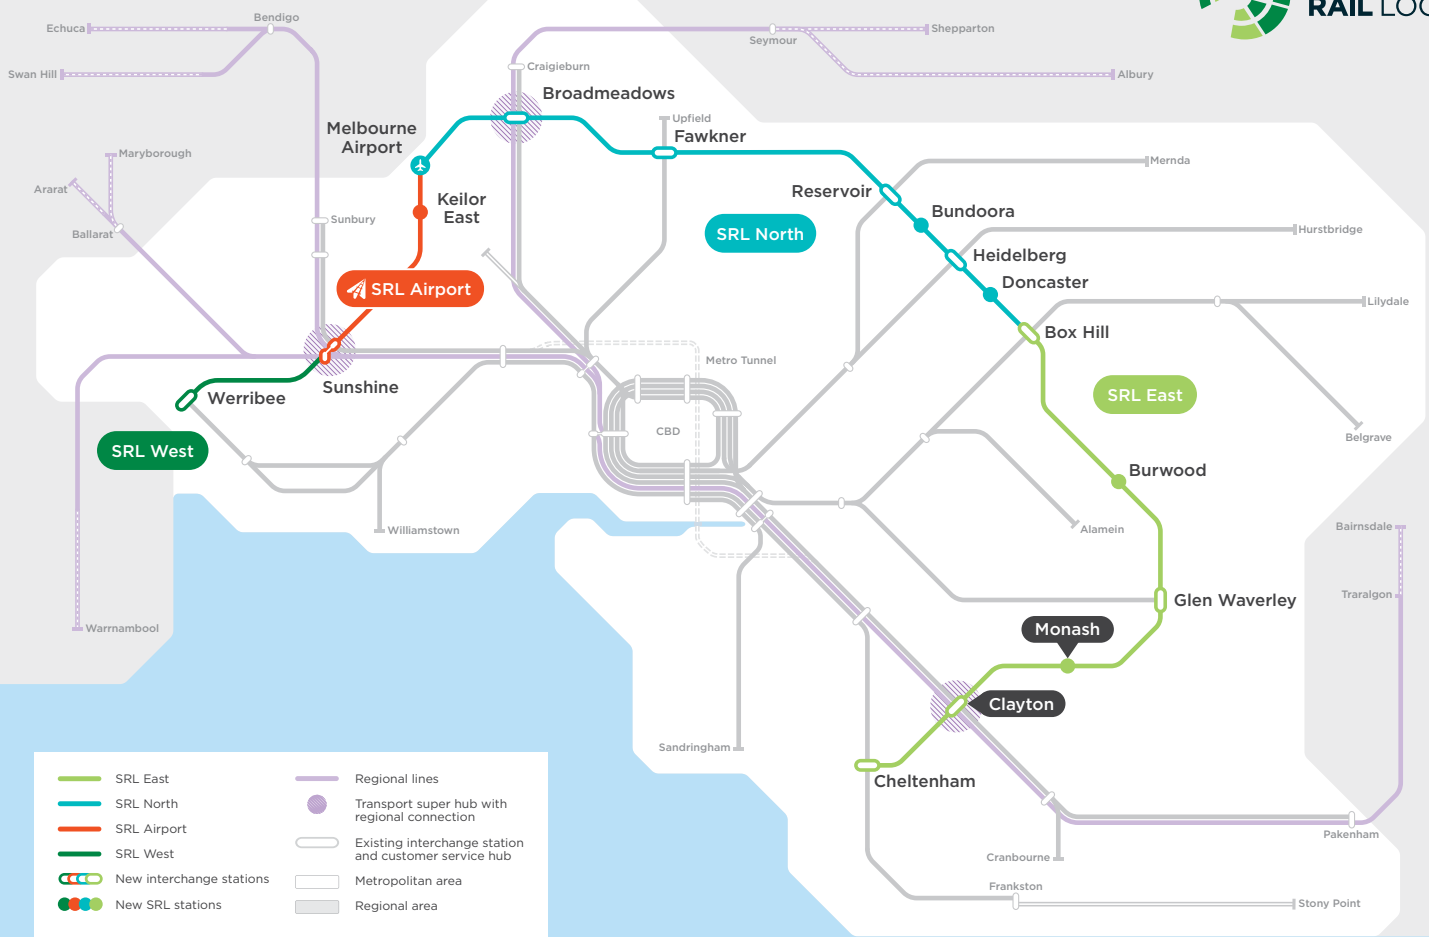 RAIL LOO
Echuca
Bendigo
Swan Hill
Seymour
Shepparton
Albury
Craigieburn
Broadmeadows
Upfield
Fawkner
Melbourne
Airport
Maryborough
Ararat
Ballarat
Keilor
East
Sunbury
Mernda
Reservoir
Bundoora
SRL North
Hurstbridge
Heidelberg
Doncaster
SRL Airport
Lilydale
Box Hill
Metro Tunnel
Sunshine
Werribee
SRL East
CBD
Belgrave
SRL West
Burwood
Williamstown
Alamein
Bairnsdale
Traralgon
Glen Waverley
Warrnambool
Monash
Clayton
Sandringham
Cheltenham
Pakenham
Cranbourne
Frankston
Stony Point
SRL East
SRL North
SRL Airport
SRL West
New interchange stations
New SRL stations
Regional lines
Transport super hub with
regional connection
Existing interchange station
and customer service hub
Metropolitan area
Regional area